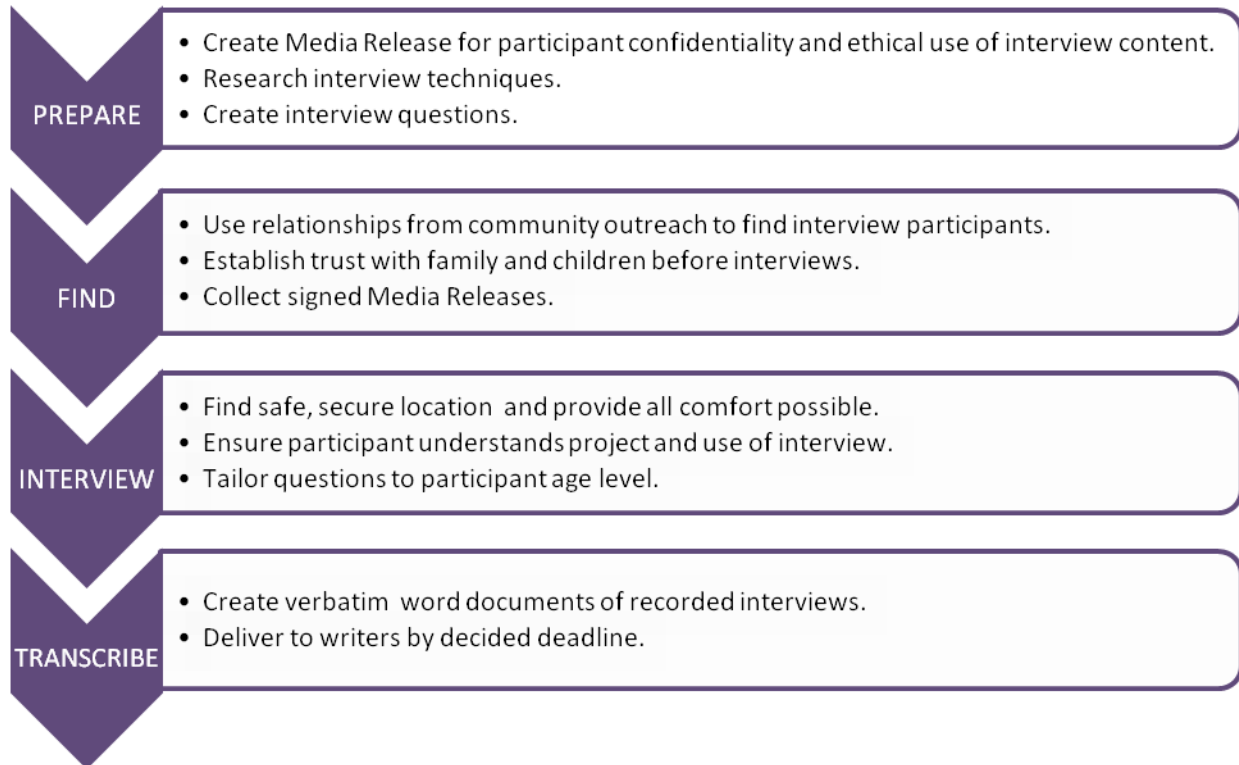 PREPARE
• Create Media Release for participant confidentiality and ethical use of interview content.
• Research interview techniques.
• Create interview questions.
FIND
• Use relationships from community outreach to find interview participants.
• Establish trust with family and children before interviews.
• Collect signed Media Releases.
INTERVIEW
• Find safe, secure location and provide all comfort possible.
• Ensure participant understands project and use of interview.
• Tailor questions to participant age level.
TRANSCRIBE
• Create verbatim word documents of recorded interviews.
• Deliver to writers by decided deadline.